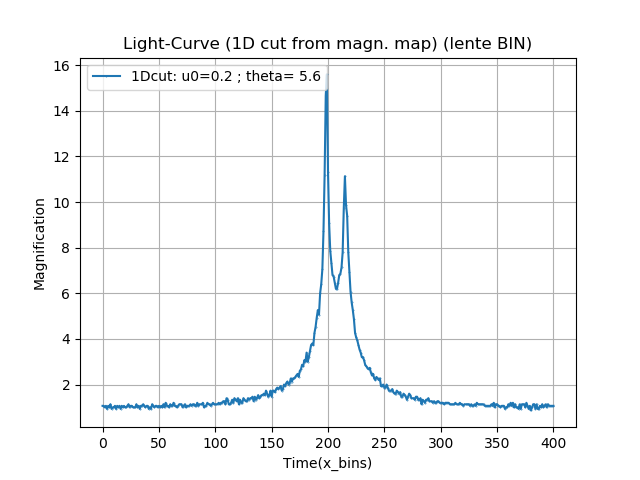 Light-Curve (1D cut from magn. map) (lente BIN)
1Dcut: u0=0.2 ; theta= 5.6
Magnification
16
14
12
10
8
6
4
2
0 50 100 150 200 250 300 350 400
Time(x_bins)